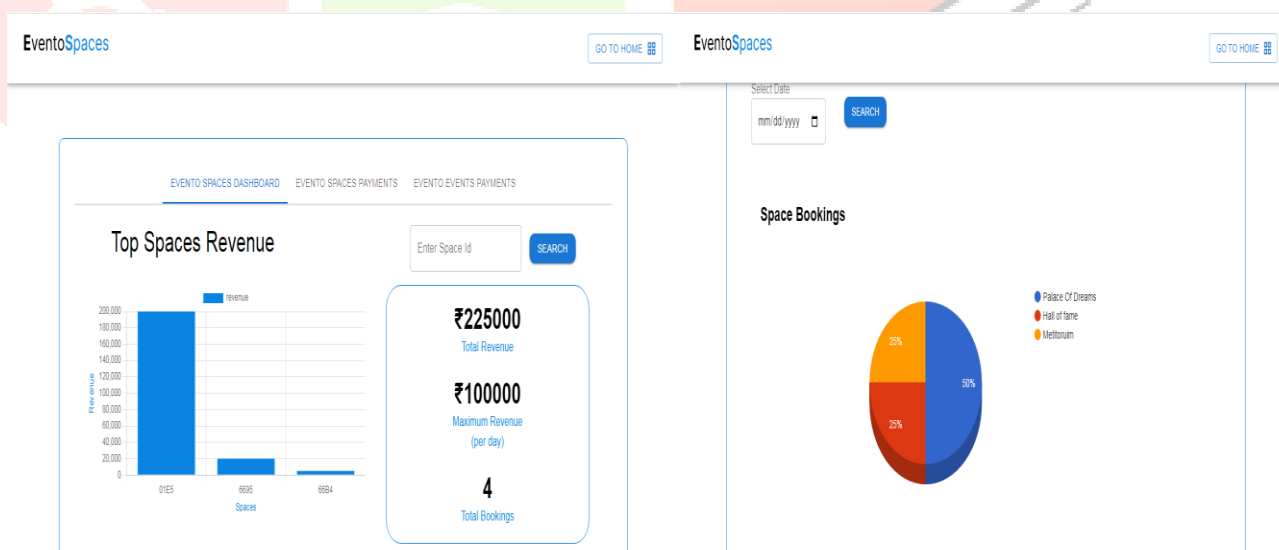 EventoSpaces
GO TO HOME
EVENTO SPACES DASHBOARD EVENTO SPACES PAYMENTS EVENTO EVENTS PAYMENTS
Top Spaces Revenue
Enter Space Id
SEARCH
revenue
200,000
180,000
160,000
140,000
120,000
100,000
80,000
60,000
40,000
20,000
0
Revenue
01E5 6695 66B4
Spaces
₹225000
Total Revenue
₹100000
Maximum Revenue
(per day)
4
Total Bookings
EventoSpaces
GO TO HOME
Select Date
mm/dd/yyyy
SEARCH
Space Bookings
25%
50%
25%
Palace Of Dreams
Hall of fame
Metitoruim